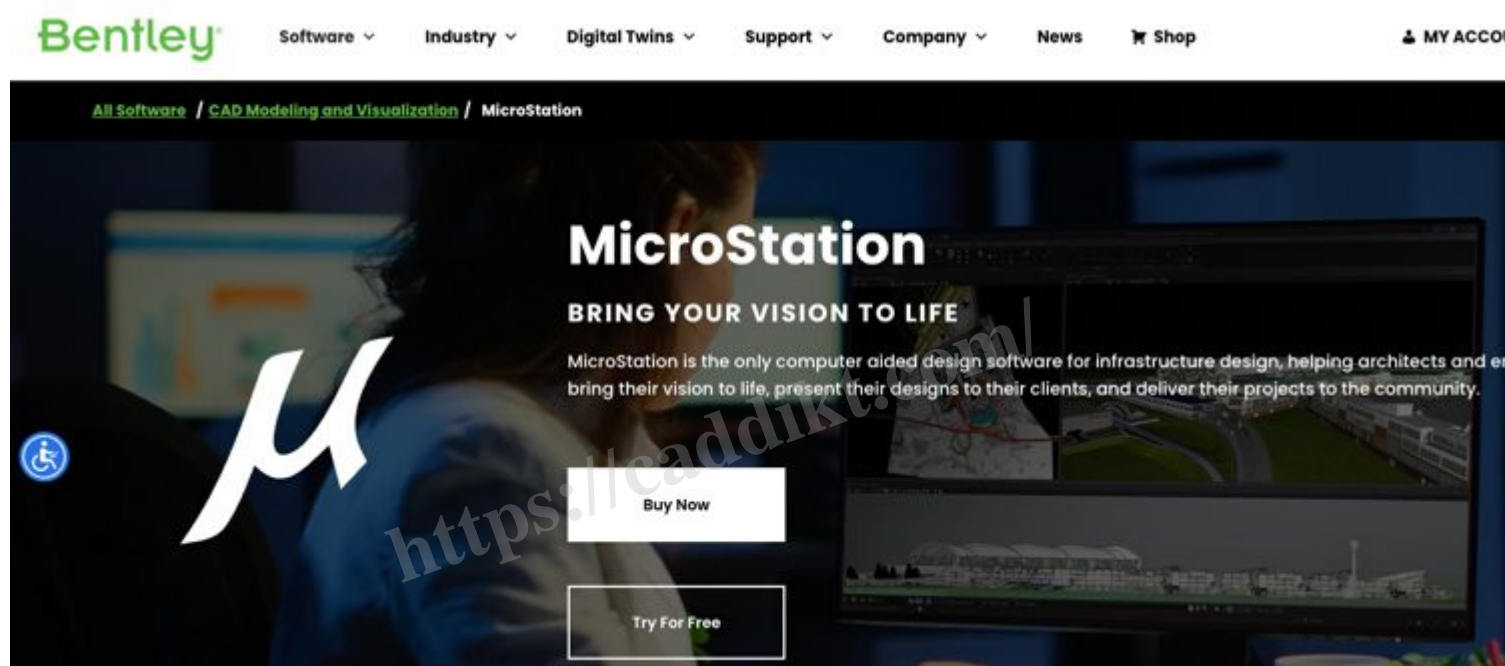 Bentley
Software Industry Digital Twins Support Company News Shop MY ACCOU
All Software / CAD Modeling and Visualization / MicroStation
MicroStation
BRING YOUR VISION TO LIFE
MicroStation is the only computer aided design software for infrastructure design, helping architects and en
bring their vision to life, present their designs to their clients, and deliver their projects to the community.
µ
https://caddikt.com/
Buy Now
Try For Free